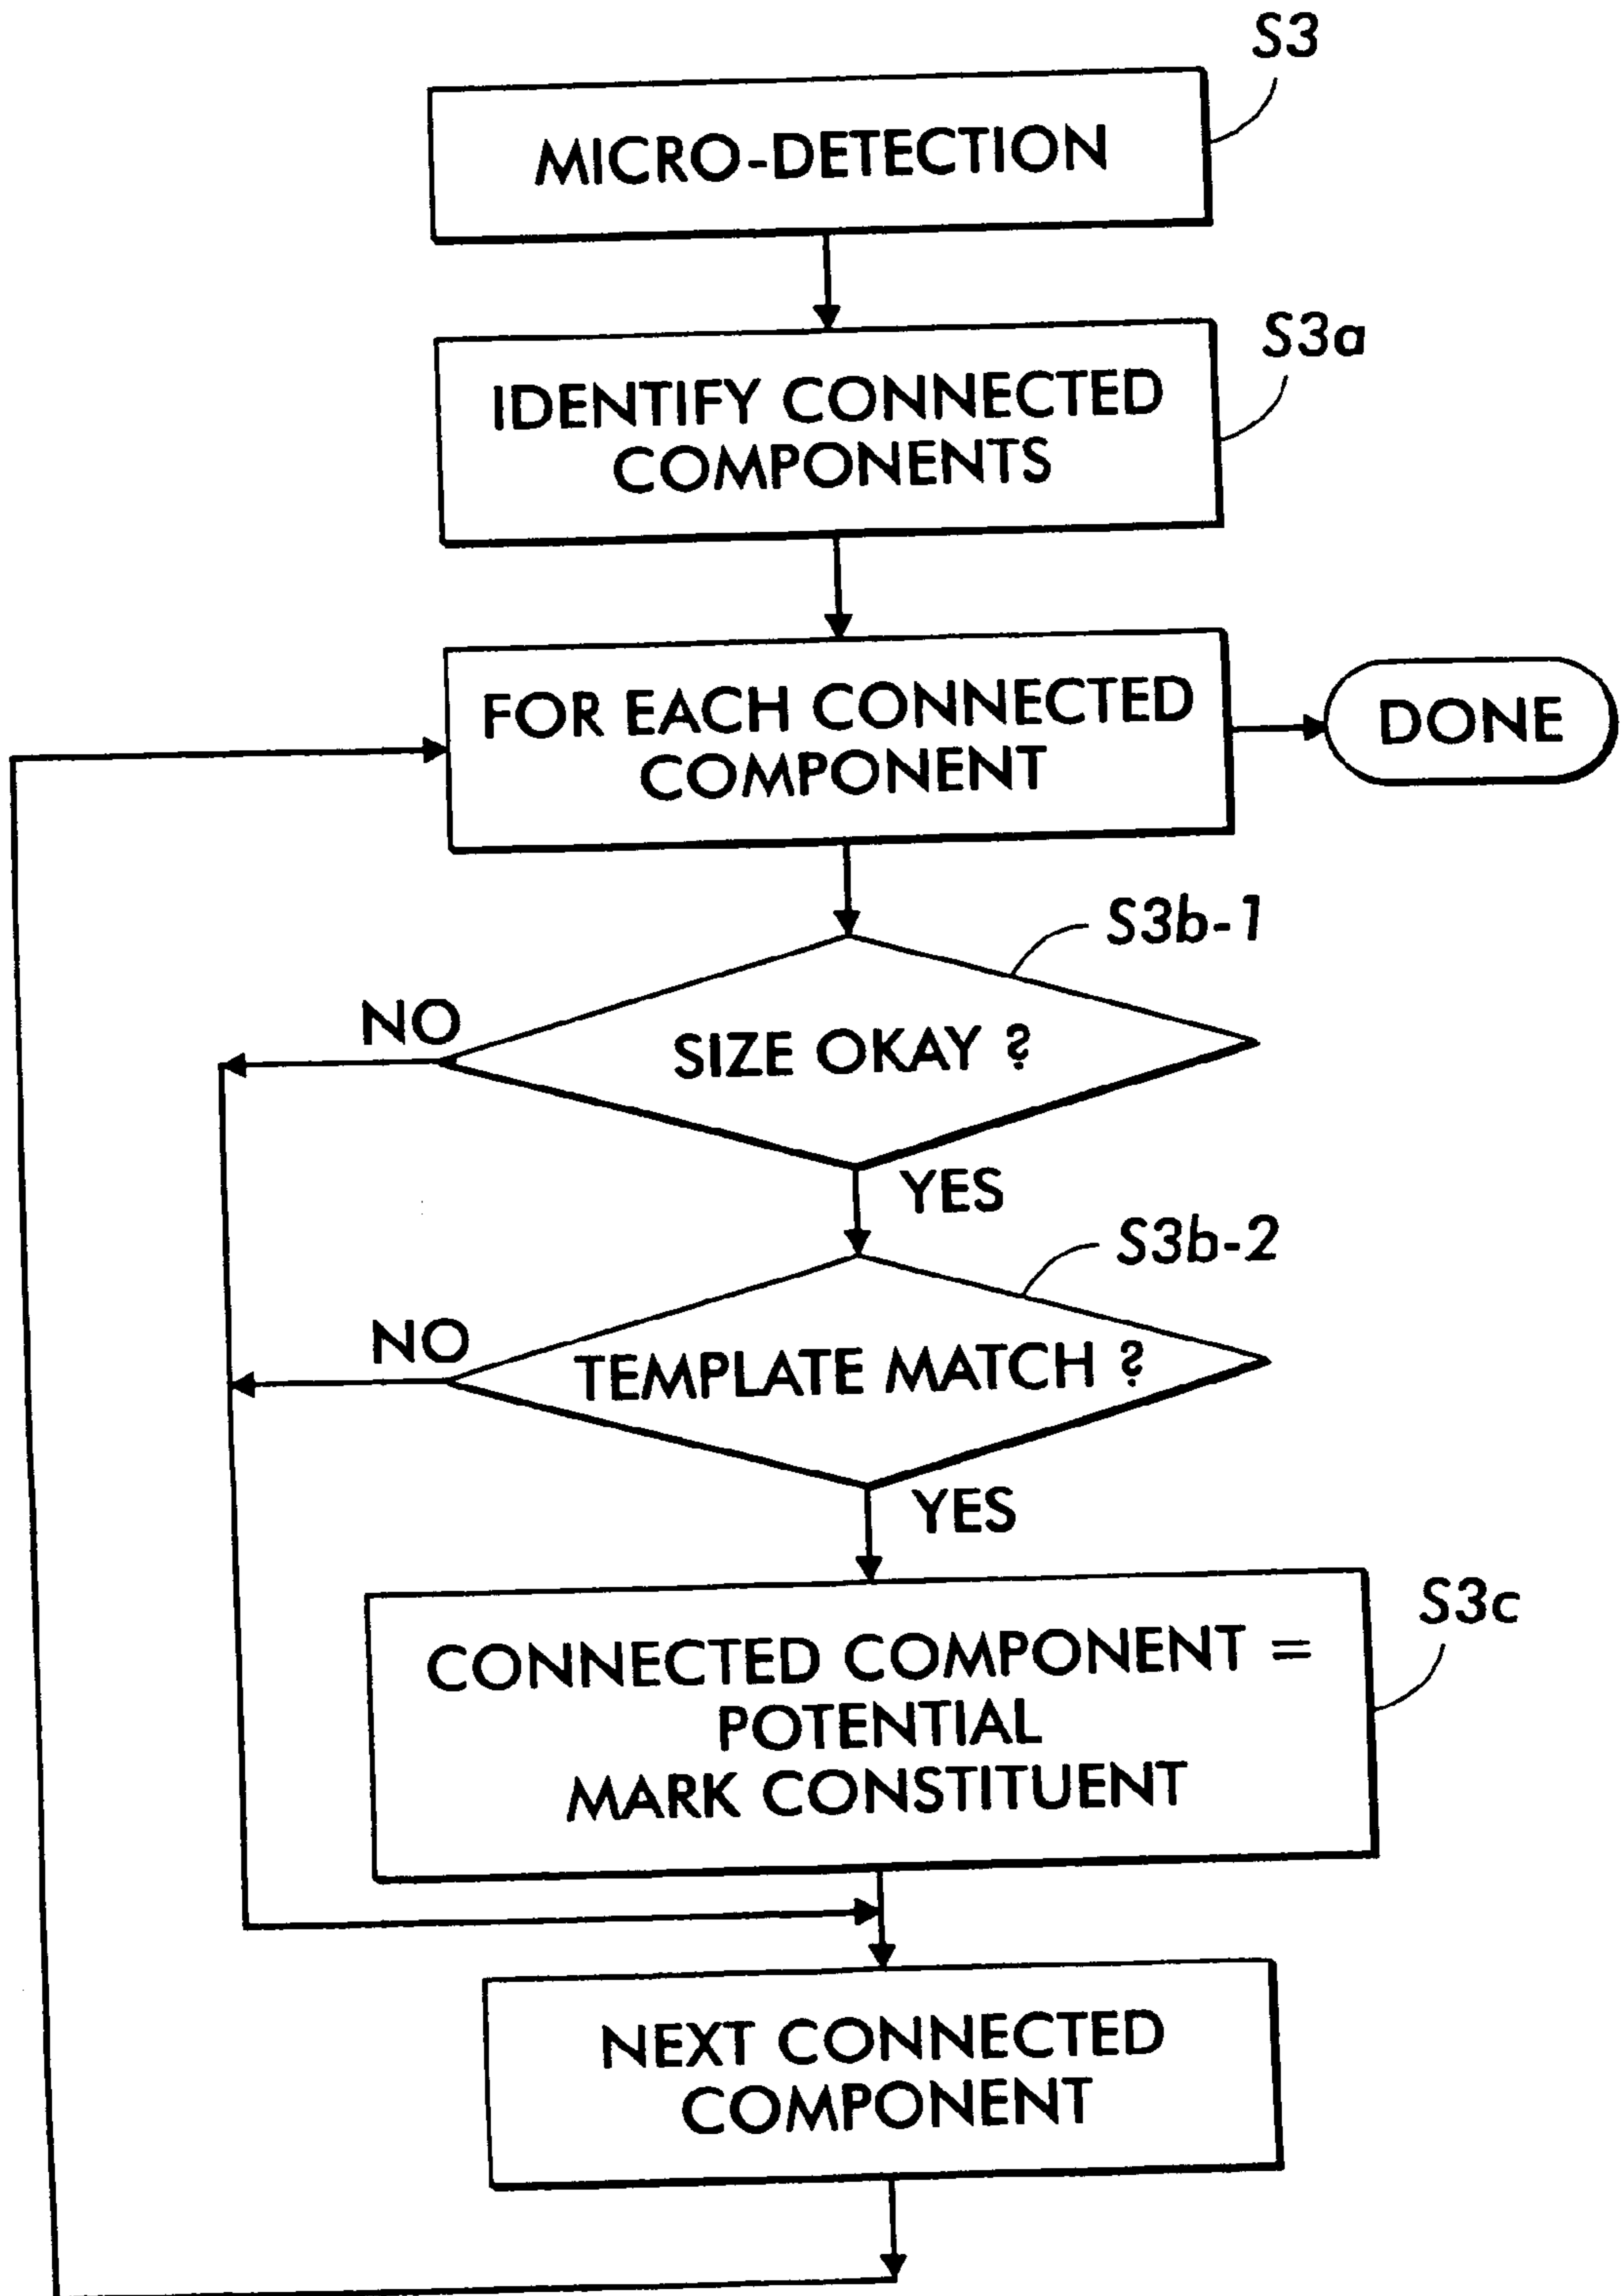 S3
MICRO-DETECTION
S3a
IDENTIFY CONNECTED
COMPONENTS
FOR EACH CONNECTED
COMPONENT
DONE
S3b-1
NO
SIZE OKAY ?
YES
S3b-2
NO
TEMPLATE MATCH ?
YES
S3c
CONNECTED COMPONENT =
POTENTIAL
MARK CONSTITUENT
NEXT CONNECTED
COMPONENT